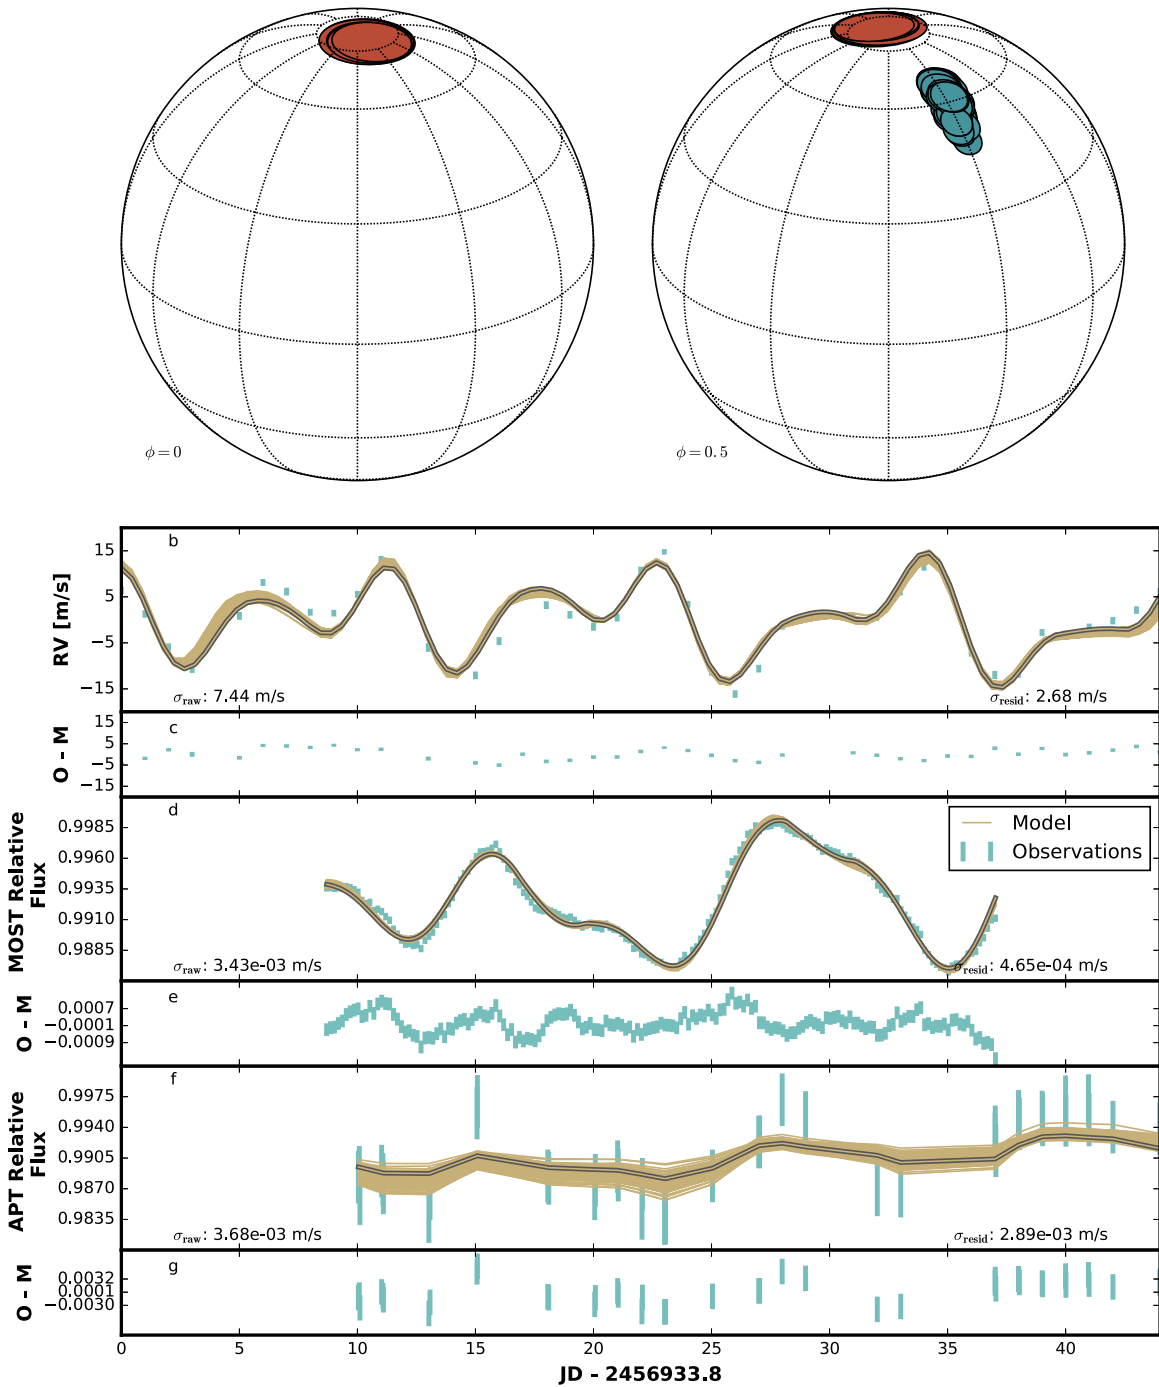 ϕ = 0
ϕ = 0.5
b
RV [m/s]
15
5
−5
−15
σraw: 7.44 m/s
σresid: 2.68 m/s
c
O - M
15
5
−5
−15
d
MOST Relative
Flux
0.9985
0.9960
0.9935
0.9910
0.9885
Model
Observations
σraw: 3.43e-03 m/s
σresid: 4.65e-04 m/s
e
O - M
0.0007
−0.0001
−0.0009
f
APT Relative
Flux
0.9975
0.9940
0.9905
0.9870
0.9835
σraw: 3.68e-03 m/s
σresid: 2.89e-03 m/s
g
O - M
0.0032
0.0001
−0.0030
0 5 10 15 20 25 30 35 40
JD - 2456933.8